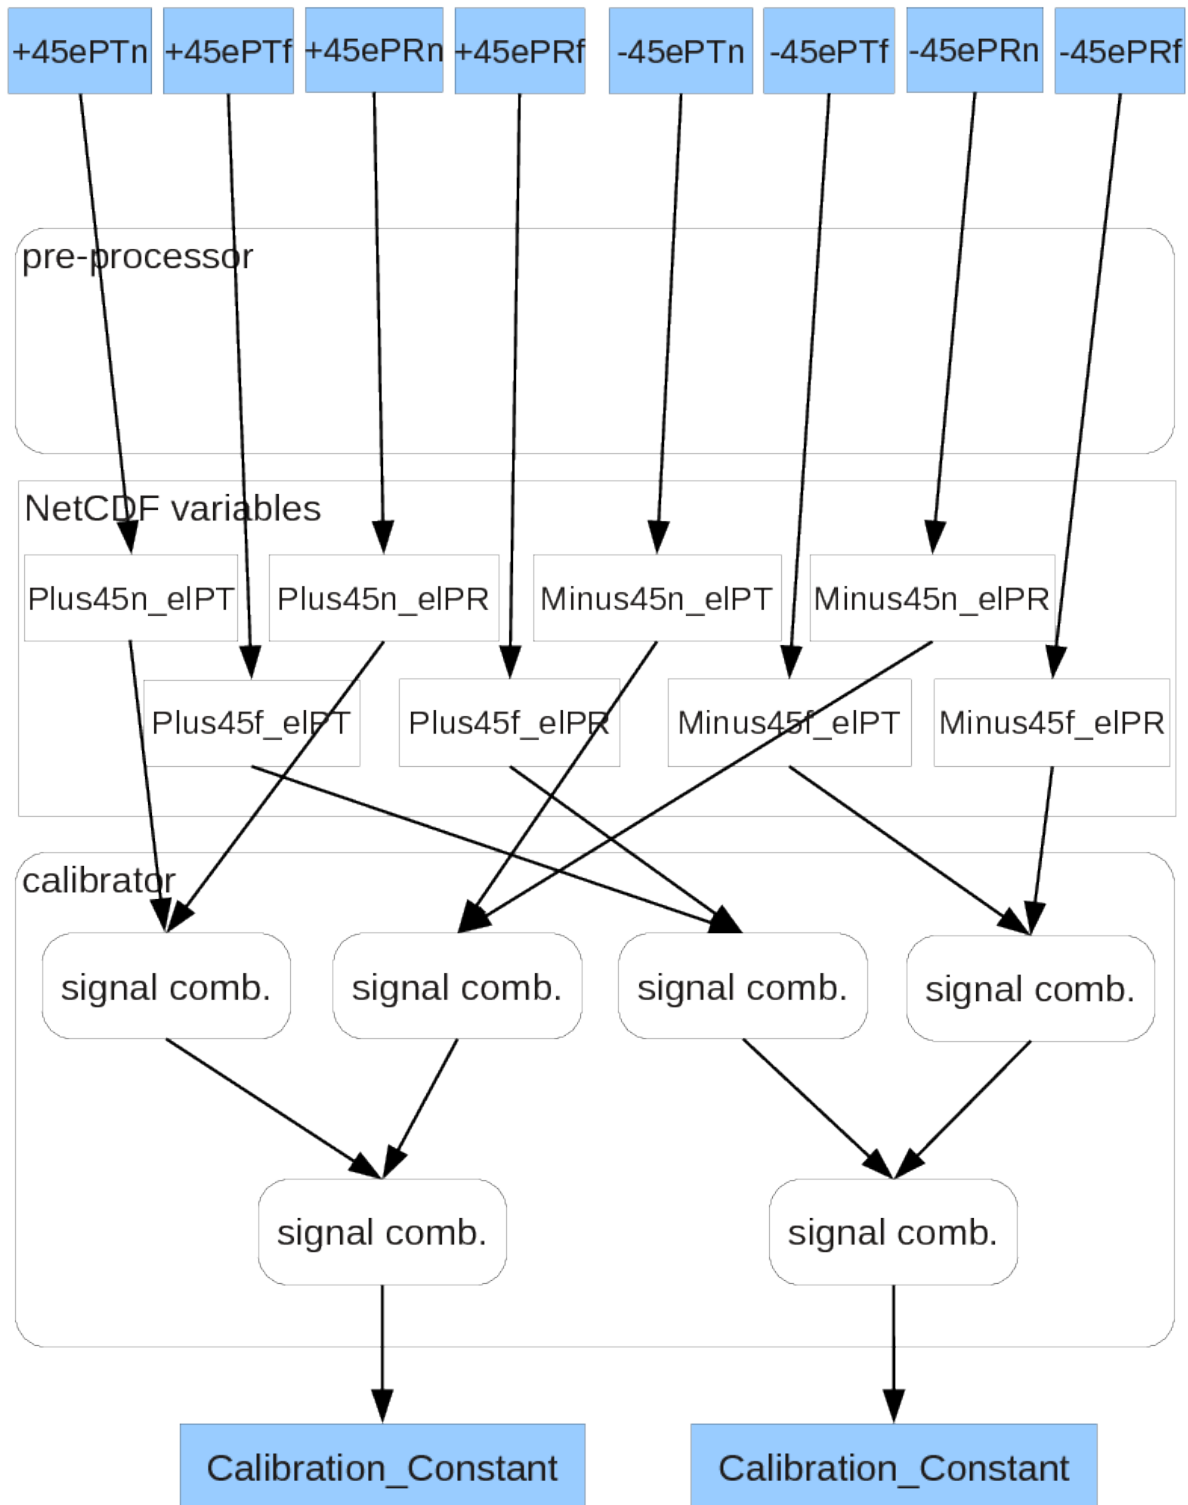 +45ePTn
+45ePTf
+45ePRn
+45ePRf
-45ePTn
-45ePTf
-45ePRn
-45ePRf
pre-processor
NetCDF variables
Plus45n_elPT
Plus45n_elPR
Minus45n_elPT
Minus45n_elPR
Plus45f_elPT
Plus45f_elPR
Minus45f_elPT
Minus45f_elPR
calibrator
signal comb.
signal comb.
signal comb.
signal comb.
signal comb.
signal comb.
Calibration_Constant
Calibration_Constant